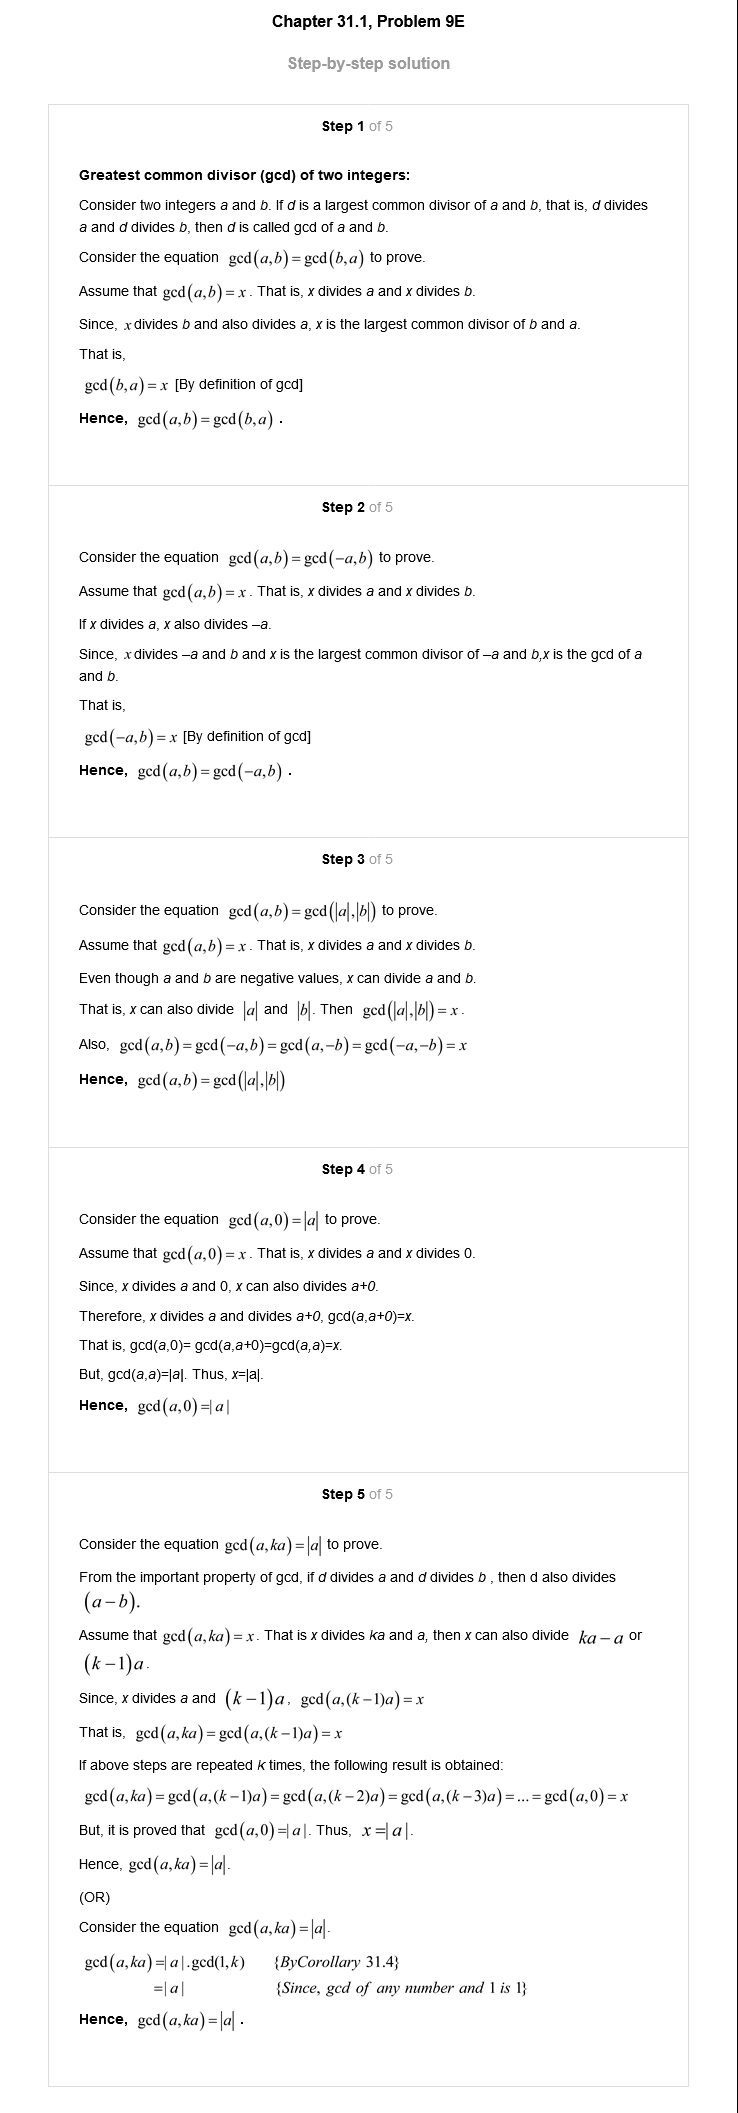 Chapter 31.1, Problem 9E
Step-by-step solution
Step 1 of 5
Greatest common divisor (gcd) of two integers:
Consider two integers a and b. If d is a largest common divisor of a and b, that is, d divides
a and d divides b, then d is called gcd of a and b.
Consider the equation gcd(a,b)=gcd(b,a) to prove.
Assume that gcd(a,b)=x. That is, x divides a and x divides b.
Since, x divides b and also divides a, x is the largest common divisor of b and a.
That is,
gcd(b,a)=x [By definition of gcd]
Hence, gcd(a,b)=gcd(b,a) .
Step 2 of 5
Consider the equation gcd(a,b)=gcd(−a,b) to prove.
Assume that gcd(a,b)=x. That is, x divides a and x divides b.
If x divides a, x also divides –a.
Since, x divides –a and b and x is the largest common divisor of –a and b,x is the gcd of a
and b.
That is,
gcd(−a,b)=x [By definition of gcd]
Hence, gcd(a,b)=gcd(−a,b) .
Step 3 of 5
Consider the equation gcd(a,b)=gcd(|a|,|b|) to prove.
Assume that gcd(a,b)=x. That is, x divides a and x divides b.
Even though a and b are negative values, x can divide a and b.
That is, x can also divide |a| and |b|. Then gcd(|a|,|b|)=x.
Also, gcd(a,b)=gcd(−a,b)=gcd(a,−b)=gcd(−a,−b)=x
Hence, gcd(a,b)=gcd(|a|,|b|)
Step 4 of 5
Consider the equation gcd(a,0)=|a| to prove.
Assume that gcd(a,0)=x. That is, x divides a and x divides 0.
Since, x divides a and 0, x can also divides a+0.
Therefore, x divides a and divides a+0, gcd(a,a+0)=x.
That is, gcd(a,0)= gcd(a,a+0)=gcd(a,a)=x.
But, gcd(a,a)=|a|. Thus, x=|a|.
Hence, gcd(a,0)=|a|
Step 5 of 5
Consider the equation gcd(a,ka)=|a| to prove.
From the important property of gcd, if d divides a and d divides b , then d also divides
(a−b).
Assume that gcd(a,ka)=x. That is x divides ka and a, then x can also divide ka−a or
(k−1)a.
Since, x divides a and (k−1)a, gcd(a,(k−1)a)=x
That is, gcd(a,ka)=gcd(a,(k−1)a)=x
If above steps are repeated k times, the following result is obtained:
gcd(a,ka)=gcd(a,(k−1)a)=gcd(a,(k−2)a)=gcd(a,(k−3)a)=...=gcd(a,0)=x
But, it is proved that gcd(a,0)=|a|. Thus, x=|a|.
Hence, gcd(a,ka)=|a|.
(OR)
Consider the equation gcd(a,ka)=|a|.
gcd(a,ka)=|a|.gcd(1,k) {ByCorollary 31.4}
=|a| {Since, gcd of any number and 1 is 1}
Hence, gcd(a,ka)=|a| .